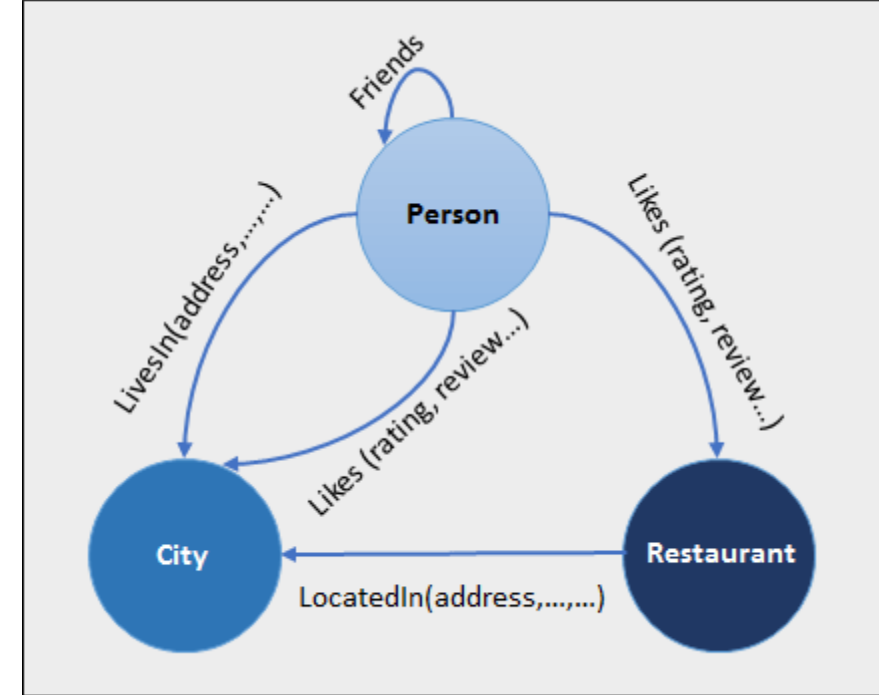 Friends
Person
LivesIn(address,...,...)
Likes (rating, review...)
Likes (rating, review...)
City
Restaurant
LocatedIn(address,...,...)